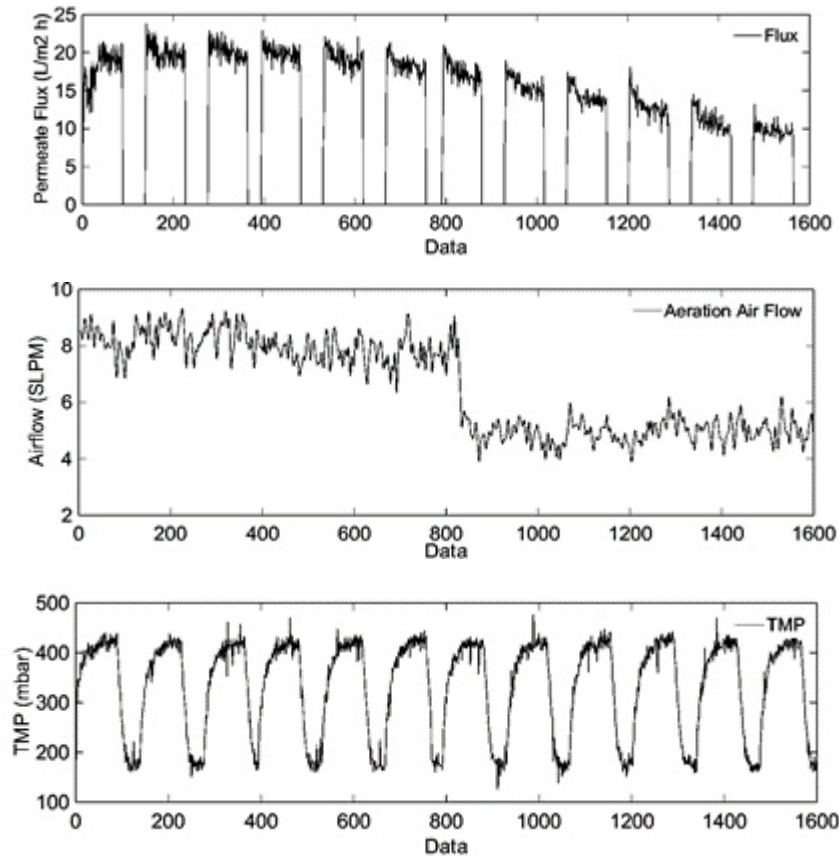 25
20
15
10
5
0
Permeate Flux (L/m2 h)
Flux
0 200 400 600 800 1000 1200 1400 1600
Data
10
8
6
4
2
Airflow (SLPM)
Aeration Air Flow
0 200 400 600 800 1000 1200 1400 1600
Data
500
400
300
200
100
TMP (mbar)
TMP
0 200 400 600 800 1000 1200 1400 1600
Data